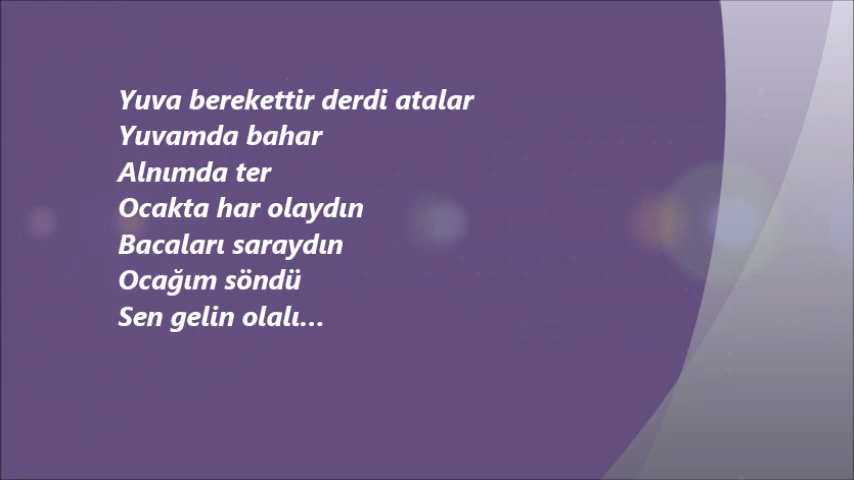 Yuva berekettir derdi atalar
Yuvamda bahar
Alnımda ter
Ocakta har olaydın
Bacaları saraydın
Ocağım söndü
Sen gelin olalı...